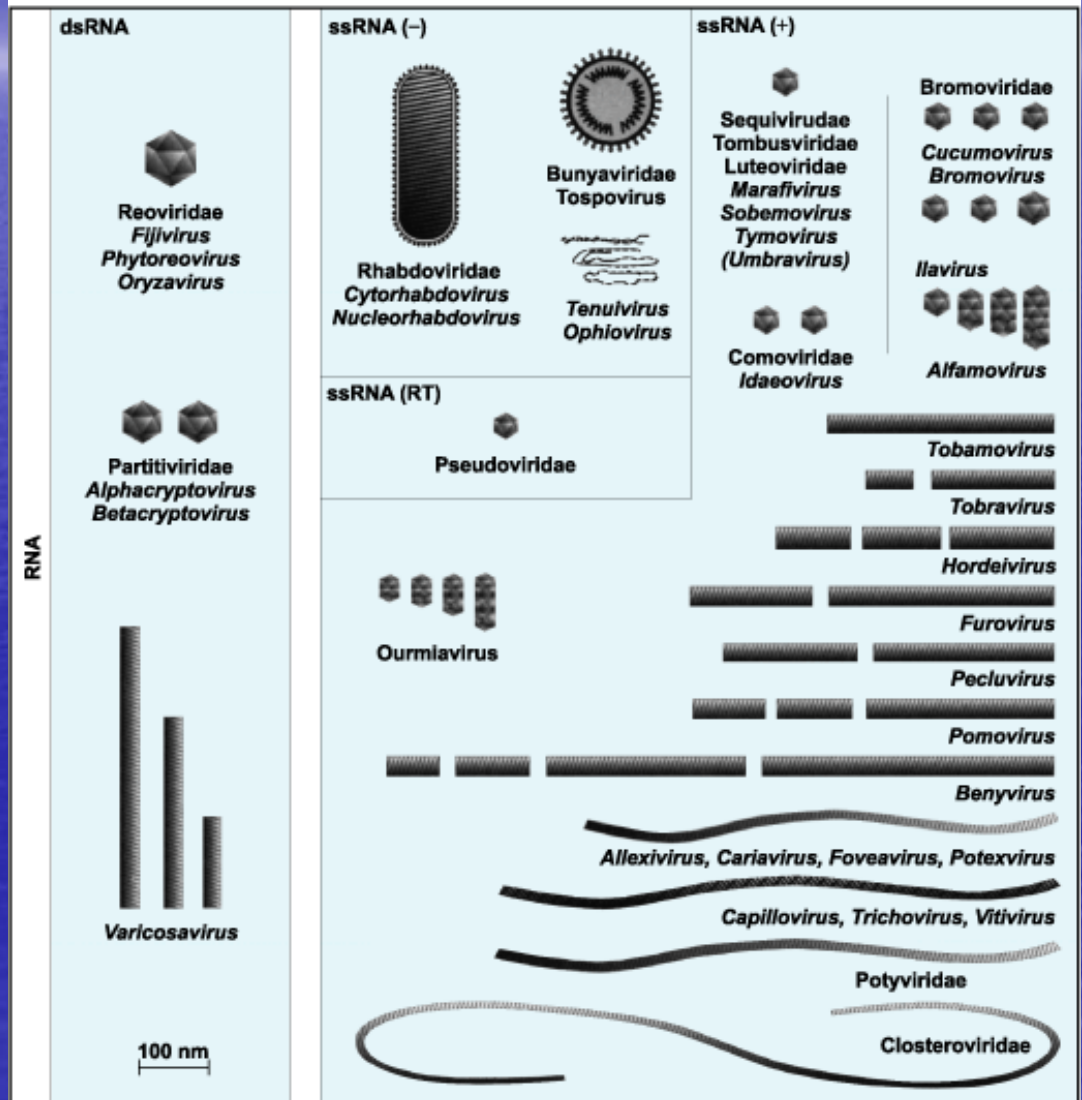 RNA
dsRNA
Reoviridae
Fijivirus
Phytoreovirus
Oryzavirus
Partitiviridae
Alphacryptovirus
Betacryptovirus
Varicosavirus
100 nm
ssRNA (−)
Rhabdoviridae
Cytorhabdovirus
Nucleorhabdovirus
Bunyaviridae
Tospovirus
Tenuivirus
Ophiovirus
ssRNA (RT)
Pseudoviridae
ssRNA (+)
Sequivirudae
Tombusviridae
Luteoviridae
Marafivirus
Sobemovirus
Tymovirus
(Umbravirus)
Comoviridae
Idaeovirus
Bromoviridae
Cucumovirus
Bromovirus
Ilavirus
Alfamovirus
Ourmiavirus
Tobamovirus
Tobravirus
Hordeivirus
Furovirus
Pecluvirus
Pomovirus
Benyvirus
Allexivirus, Cariavirus, Foveavirus, Potexvirus
Capillovirus, Trichovirus, Vitivirus
Potyviridae
Closteroviridae